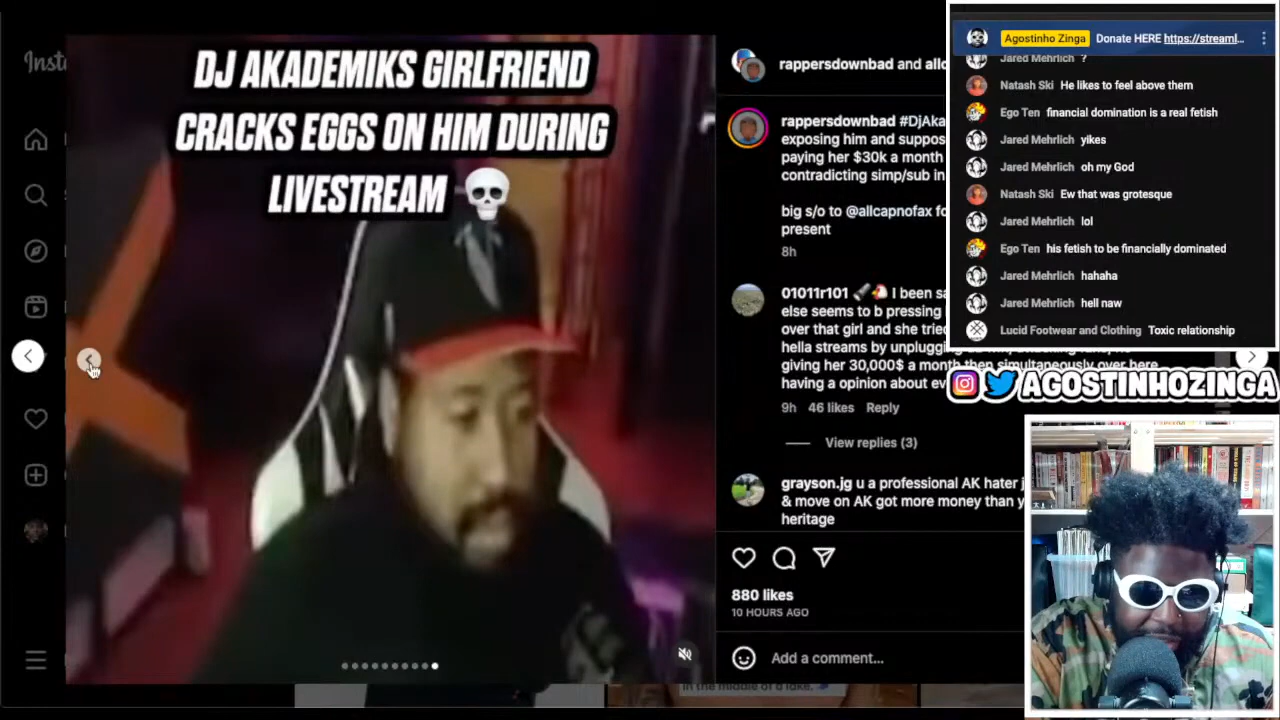 Insta
DJ AKADEMIKS GIRLFRIEND
CRACKS EGGS ON HIM DURING
LIVESTREAM 💀
rappersdownbad and allc
rappersdownbad #DjAka
exposing him and suppos
paying her $30k a month
contradicting simp/sub in
big s/o to @allcapnofax fo
present
8h
01011r101 I been sa
else seems to b pressing
over that girl and she tried
hella streams by unplugging
giving her 30,000$ a month then simultaneously over here
having a opinion about ev
9h 46 likes Reply
View replies (3)
grayson.jg u a professional AK hater j
& move on AK got more money than y
heritage
880 likes
10 HOURS AGO
Add a comment...
Agostinho Zinga Donate HERE https://streaml...
Jared Mehrlich ?
Natash Ski He likes to feel above them
Ego Ten financial domination is a real fetish
Jared Mehrlich yikes
Jared Mehrlich oh my God
Natash Ski Ew that was grotesque
Jared Mehrlich lol
Ego Ten his fetish to be financially dominated
Jared Mehrlich hahaha
Jared Mehrlich hell naw
Lucid Footwear and Clothing Toxic relationship
AGOSTINHOZINGA